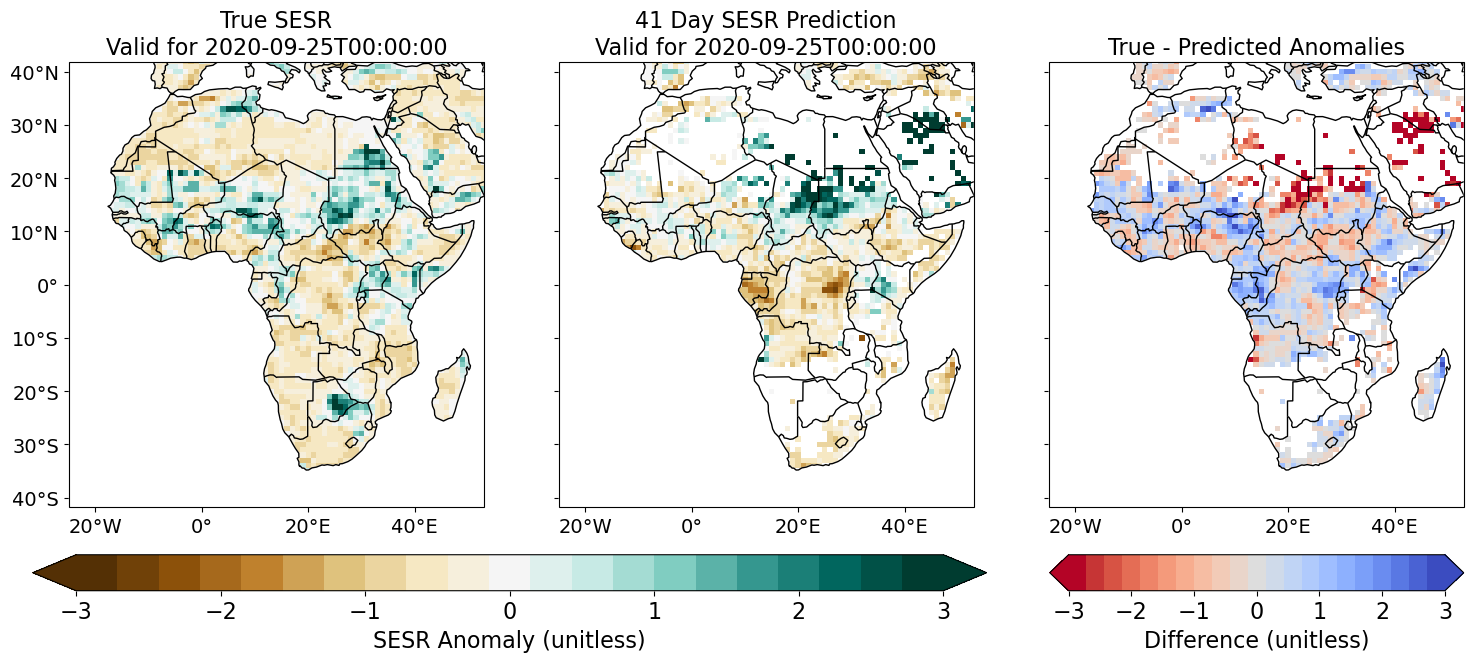 True SESR
Valid for 2020-09-25T00:00:00
41 Day SESR Prediction
Valid for 2020-09-25T00:00:00
True - Predicted Anomalies
40°N
30°N
20°N
10°N
0°
10°S
20°S
30°S
40°S
20°W 0° 20°E 40°E
20°W 0° 20°E 40°E
20°W 0° 20°E 40°E
−3 −2 −1 0 1 2 3
SESR Anomaly (unitless)
−3 −2 −1 0 1 2 3
Difference (unitless)